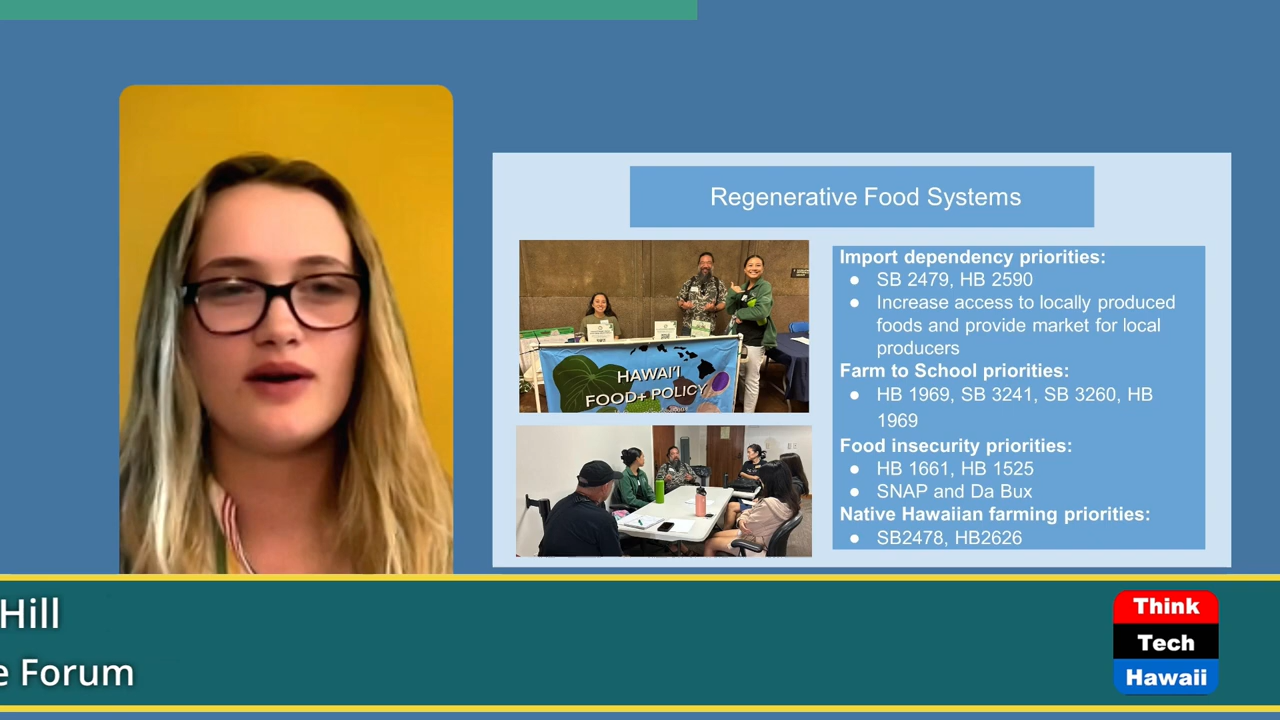 Regenerative Food Systems
HAWAI'I
FOOD+ POLICY
Import dependency priorities:
● SB 2479, HB 2590
● Increase access to locally produced
foods and provide market for local
producers
Farm to School priorities:
● HB 1969, SB 3241, SB 3260, HB
1969
Food insecurity priorities:
● HB 1661, HB 1525
● SNAP and Da Bux
Native Hawaiian farming priorities:
● SB2478, HB2626
Hill
e Forum
Think
Tech
Hawaii